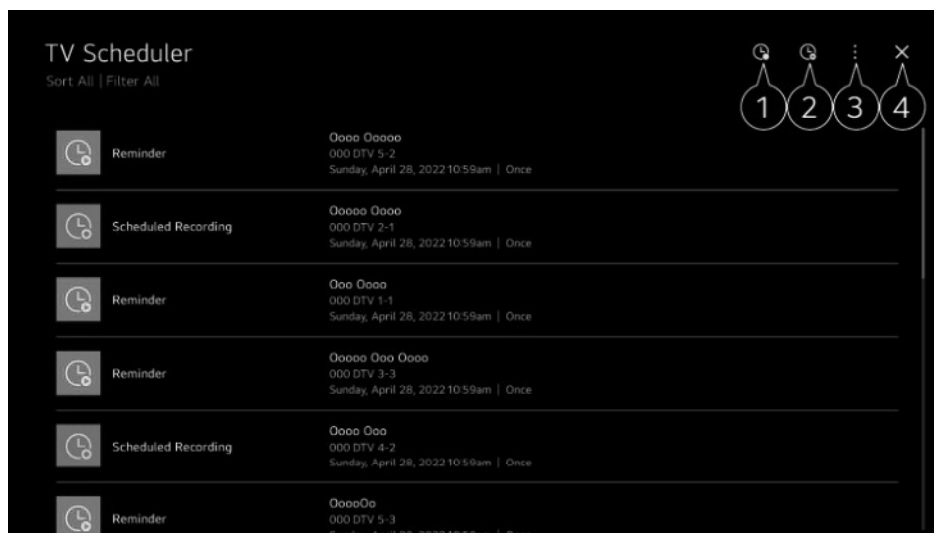 TV Scheduler
Sort All | Filter All
1 2 3 4
Reminder
Oooo Ooooo
000 DTV 5-2
Sunday, April 28, 2022 10:59am | Once
Scheduled Recording
Ooooo Oooo
000 DTV 2-1
Sunday, April 28, 2022 10:59am | Once
Reminder
Ooo Oooo
000 DTV 1-1
Sunday, April 28, 2022 10:59am | Once
Reminder
Ooooo Ooo Oooo
000 DTV 3-3
Sunday, April 28, 2022 10:59am | Once
Scheduled Recording
Oooo Ooo
000 DTV 4-2
Sunday, April 28, 2022 10:59am | Once
Reminder
OoooOo
000 DTV 5-3